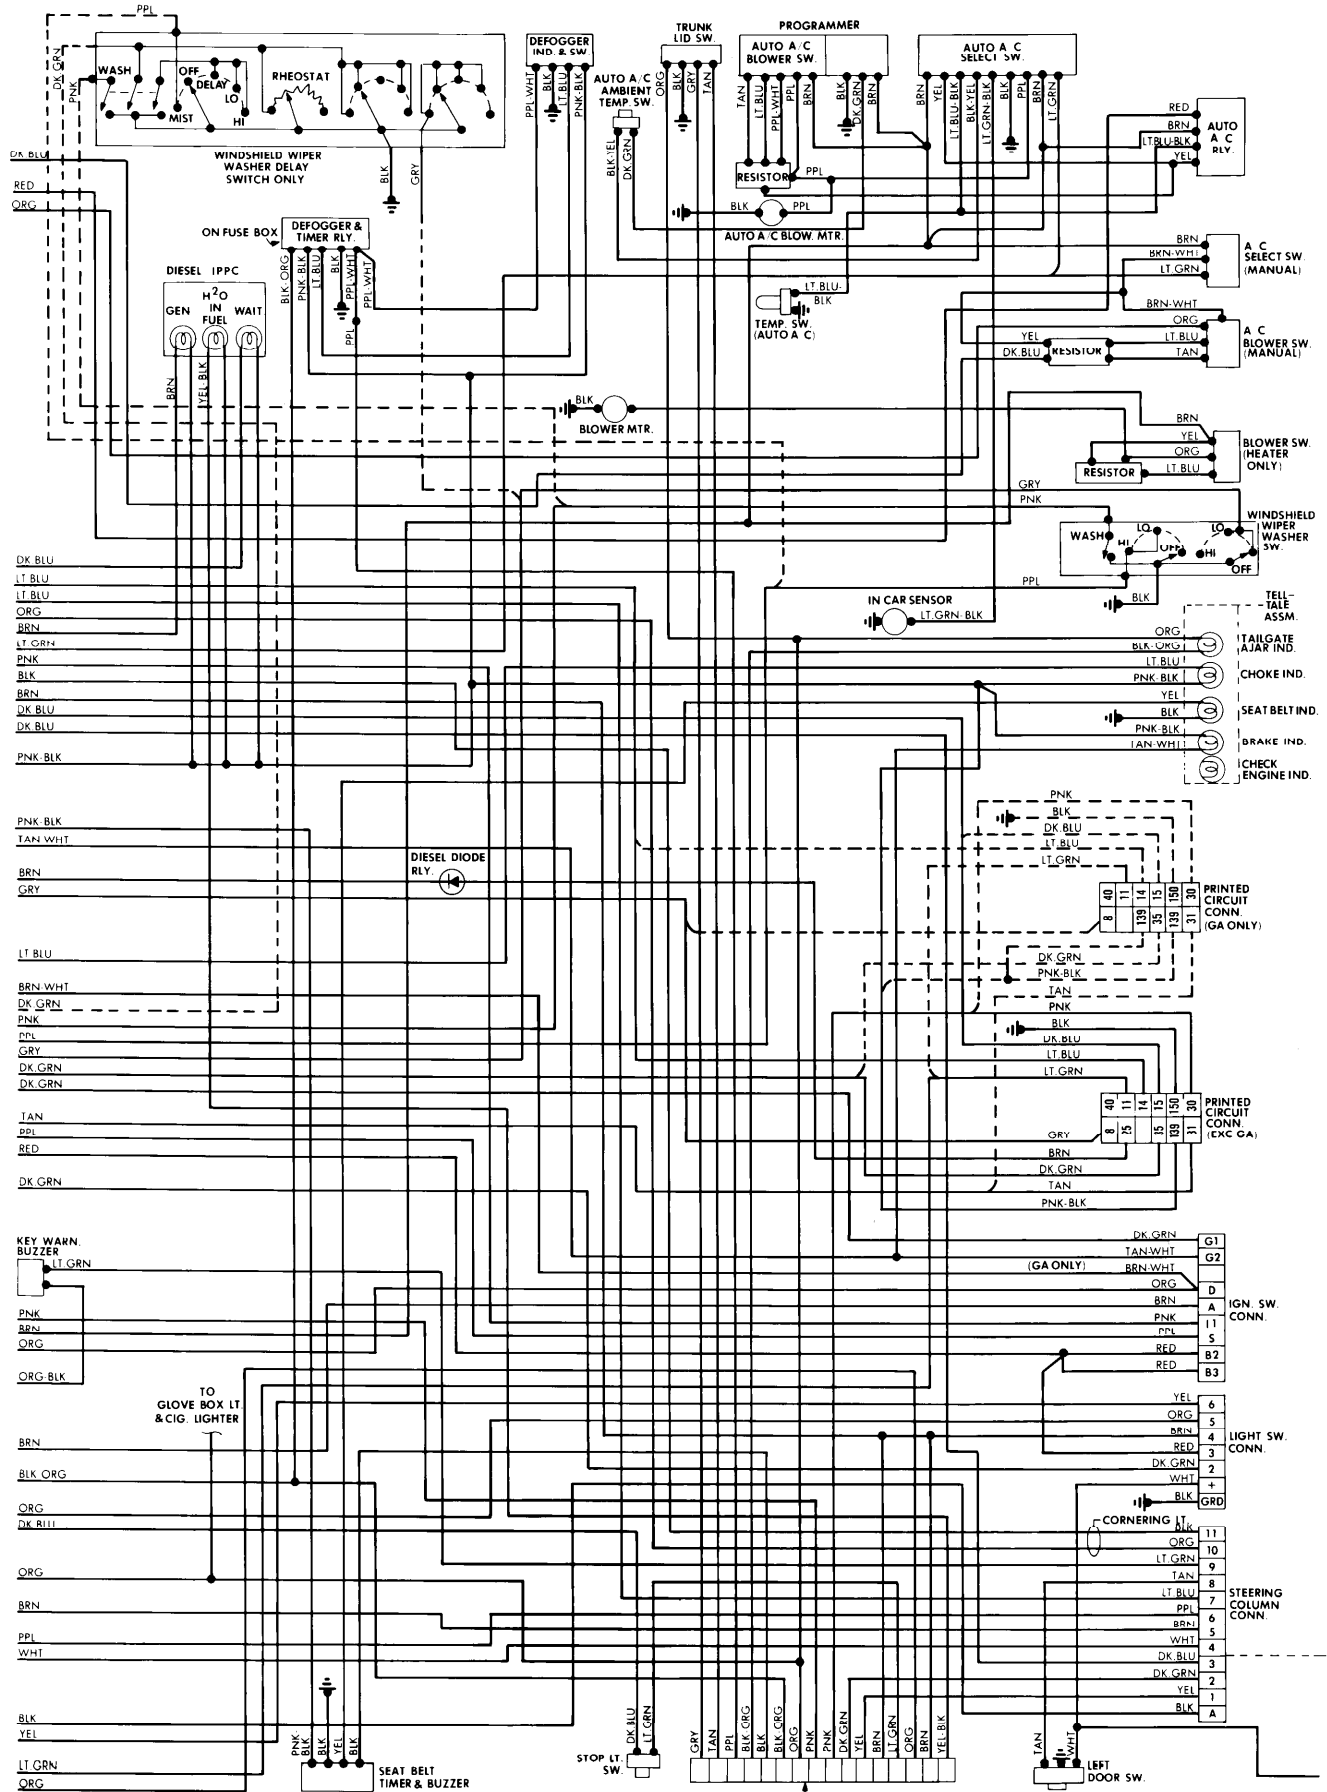 PPL
DK GRN
PNK
WASH
OFF
DELAY
LO
MIST
HI
RHEOSTAT
WINDSHIELD WIPER
WASHER DELAY
SWITCH ONLY
BLK
GRY
DEFOGGER
IND. & SW.
PPL-WHT
BLK
LT.BLU
PNK-BLK
AUTO A/C
AMBIENT
TEMP. SW.
BLK-YEL
DK.GRN
TRUNK
LID SW.
ORG
BLK
GRY
TAN
PROGRAMMER
AUTO A/C
BLOWER SW.
TAN
LT.BLU
PPL-WHT
PPL
BRN
BLK
DK.GRN
BRN
RESISTOR
PPL
BLK
PPL
AUTO A/C BLOW. MTR.
AUTO A C
SELECT SW.
BRN
YEL
LT.BLU-BLK
BLK-YEL
LT.GRN-BLK
BLK
PPL
BRN
LT.GRN
RED
BRN
LT.BLU-BLK
YEL
AUTO
A C
RLY.
DK BLU
RED
ORG
ON FUSE BOX
DEFOGGER &
TIMER RLY.
BLK-ORG
PNK-BLK
LT.BLU
BLK
PPL-WHT
PPL-WHT
PPL
DIESEL IPPC
GEN
H2O
IN
FUEL
WAIT
BRN
YEL-BLK
LT.BLU-
BLK
TEMP. SW.
(AUTO A C)
BRN
BRN-WHT
LT.GRN
A C
SELECT SW.
(MANUAL)
BRN-WHT
ORG
LT.BLU
TAN
A C
BLOWER SW.
(MANUAL)
YEL
DK.BLU
RESISTOR
BLK
BLOWER MTR.
BRN
YEL
ORG
LT.BLU
RESISTOR
BLOWER SW.
(HEATER
ONLY)
GRY
PNK
WASH
HI
LO
OFF
LO
HI
OFF
WINDSHIELD
WIPER
WASHER
SW.
PPL
BLK
IN CAR SENSOR
LT.GRN-BLK
TELL-
TALE
ASSM.
ORG
BLK-ORG
LT.BLU
PNK-BLK
YEL
BLK
PNK-BLK
TAN-WHT
TAILGATE
AJAR IND.
CHOKE IND.
SEAT BELT IND.
BRAKE IND.
CHECK
ENGINE IND.
DK BLU
LT BLU
LT.BLU
ORG
BRN
LT GRN
PNK
BLK
BRN
DK BLU
DK BLU
PNK-BLK
PNK-BLK
TAN WHT
BRN
GRY
DIESEL DIODE
RLY.
LT BLU
BRN-WHT
DK GRN
PNK
PPL
GRY
DK.GRN
DK.GRN
TAN
PPL
RED
DK.GRN
PNK
BLK
DK.BLU
LT.BLU
LT.GRN
40 11 14 15 150 30
8 139 35 139 31
PRINTED
CIRCUIT
CONN.
(GA ONLY)
DK.GRN
PNK-BLK
TAN
PNK
BLK
DK.BLU
LT.BLU
LT.GRN
40 11 14 15 150 30
8 25 35 139 31
PRINTED
CIRCUIT
CONN.
(EXC GA)
GRY
BRN
DK.GRN
TAN
PNK-BLK
KEY WARN.
BUZZER
LT.GRN
PNK
BRN
ORG
ORG-BLK
DK.GRN G1
TAN-WHT G2
(GA ONLY) BRN-WHT
ORG D
BRN A
PNK I1
PPL S
RED B2
RED B3
IGN. SW.
CONN.
TO
GLOVE BOX LT.
& CIG. LIGHTER
YEL 6
ORG 5
BRN 4
RED 3
DK.GRN 2
WHT +
BLK GRD
LIGHT SW.
CONN.
BRN
BLK ORG
ORG
DK BLU
ORG
BRN
PPL
WHT
BLK
YEL
LT GRN
ORG
CORNERING LT.
BLK 11
ORG 10
LT.GRN 9
TAN 8
LT BLU 7
PPL 6
BRN 5
WHT 4
DK.BLU 3
DK.GRN 2
YEL 1
BLK A
STEERING
COLUMN
CONN.
PNK-
BLK
BLK
YEL
BLK
SEAT BELT
TIMER & BUZZER
DK BLU
LT GRN
STOP LT.
SW.
GRY
TAN
PPL
BLK ORG
BLK
BLK ORG
ORG
PNK
PNK
DK GRN
YEL
BRN
LT.GRN
ORG
BRN
YEL-BLK
TAN
WHT
LEFT
DOOR SW.